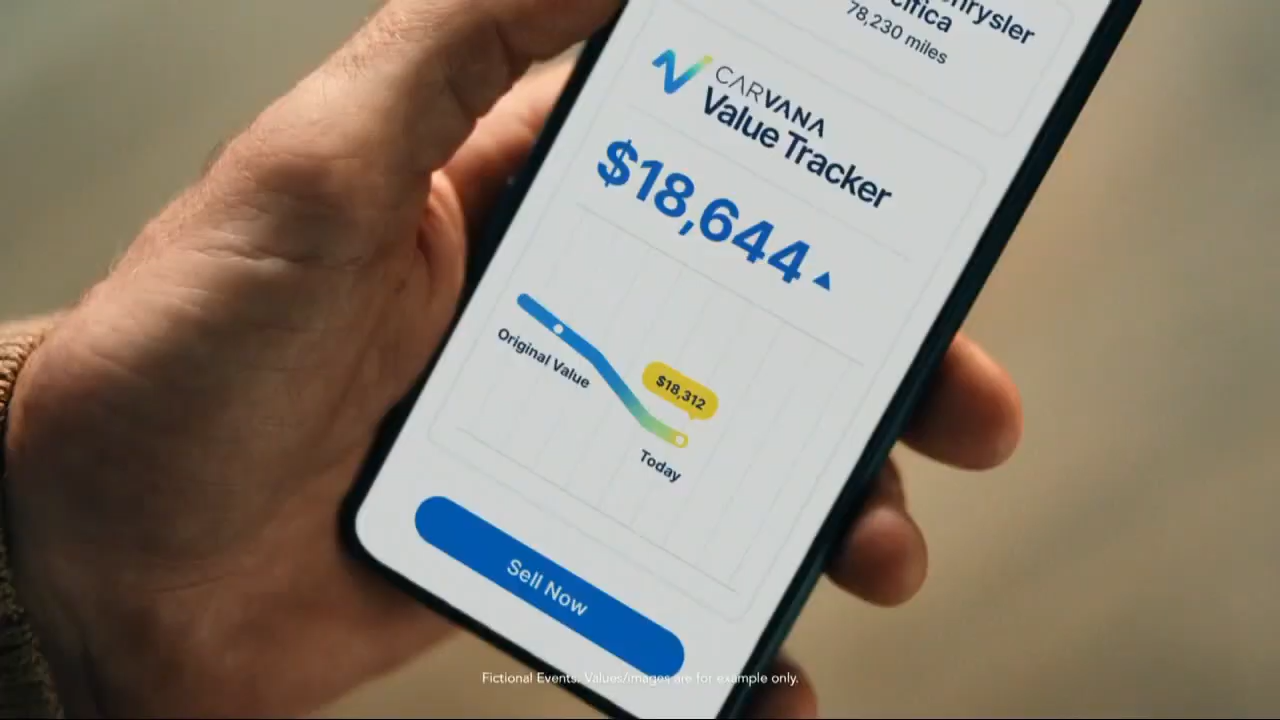 78,230 miles
CARVANA
Value Tracker
$18,644
Original Value
$18,312
Today
Sell Now
Fictional Events. Values/images are for example only.